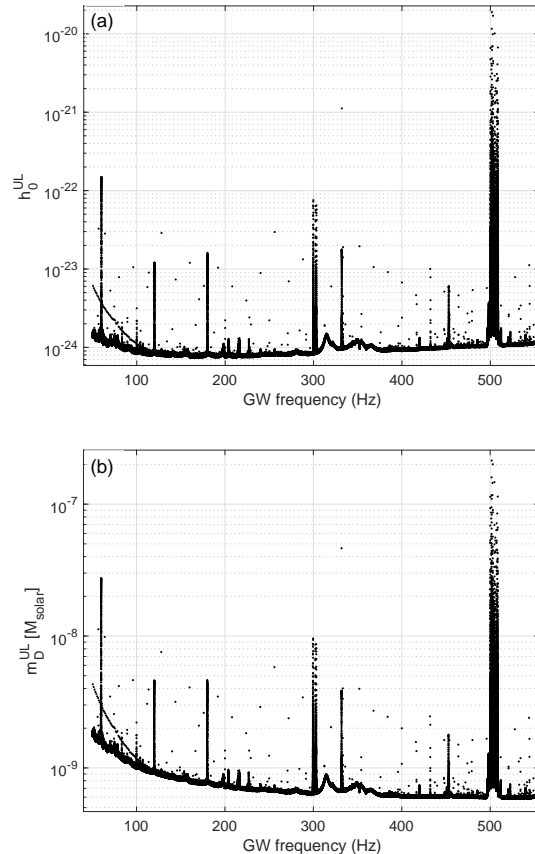 (a)
10^-20
10^-21
10^-22
10^-23
10^-24
h_0^UL
100 200 300 400 500
GW frequency (Hz)
(b)
10^-7
10^-8
10^-9
m_D^UL [M_solar]
100 200 300 400 500
GW frequency (Hz)